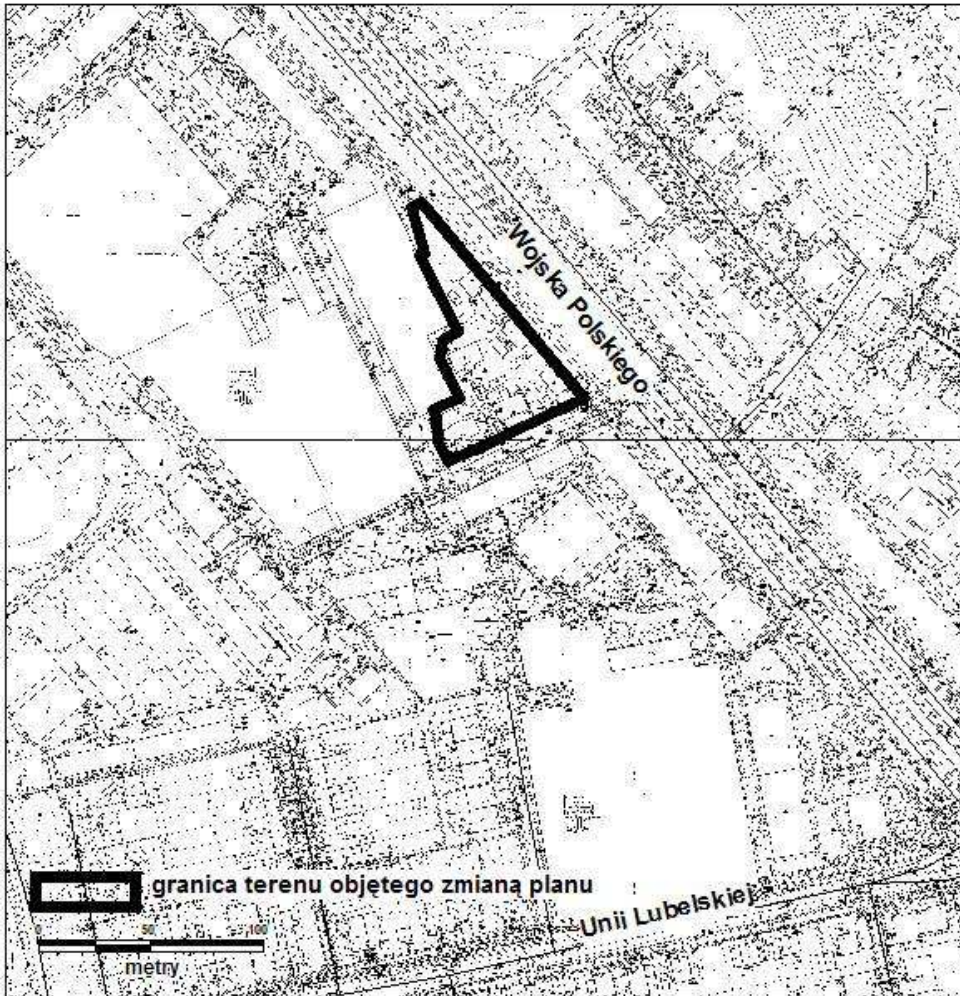 Wojska Polskiego
granica terenu objętego zmianą planu
Unii Lubelskiej
0 50 100
metry